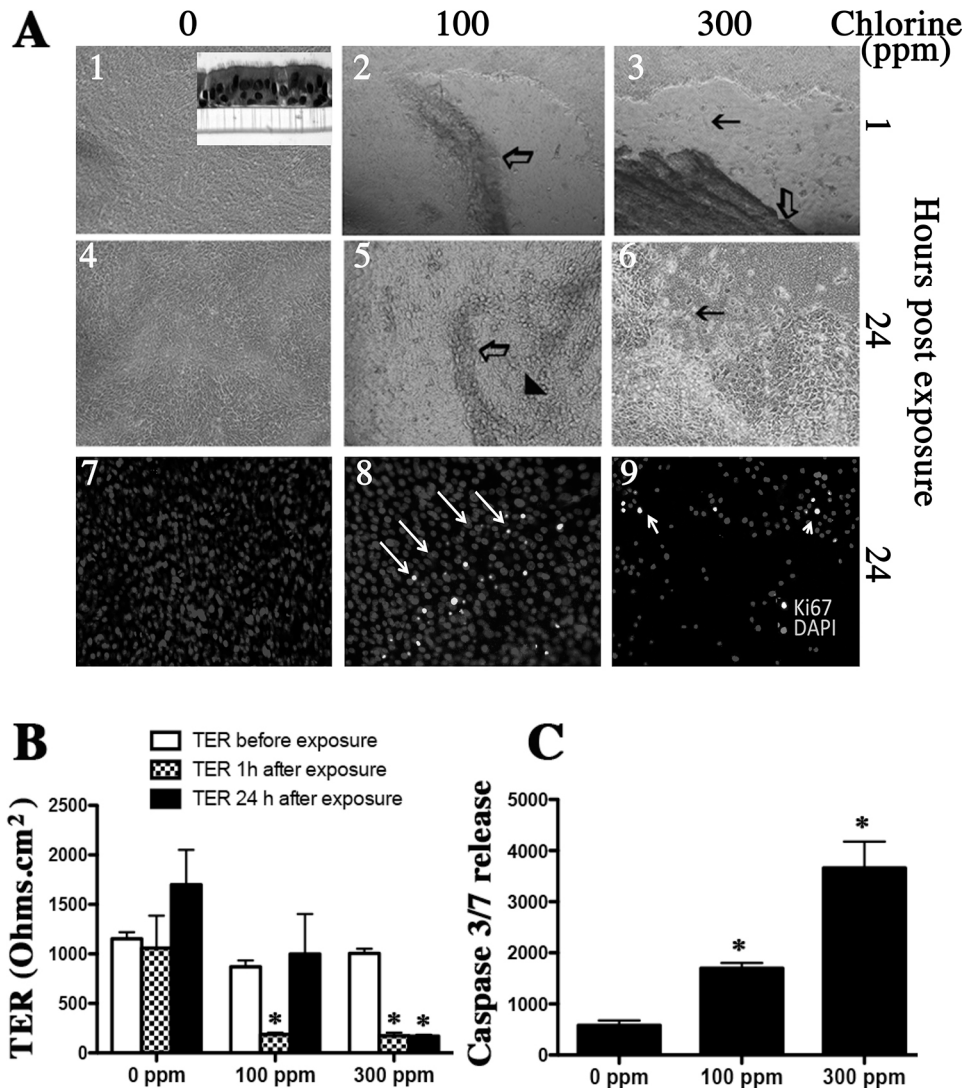 A
0 100 300 Chlorine (ppm)
1 2 3
1
4 5 6
24
Hours post exposure
7 8 9
24
Ki67
DAPI
B
TER before exposure
TER 1h after exposure
TER 24 h after exposure
TER (Ohms.cm²)
2500
2000
1500
1000
500
0
* * *
0 ppm 100 ppm 300 ppm
C
Caspase 3/7 release
5000
4000
3000
2000
1000
0
* *
0 ppm 100 ppm 300 ppm